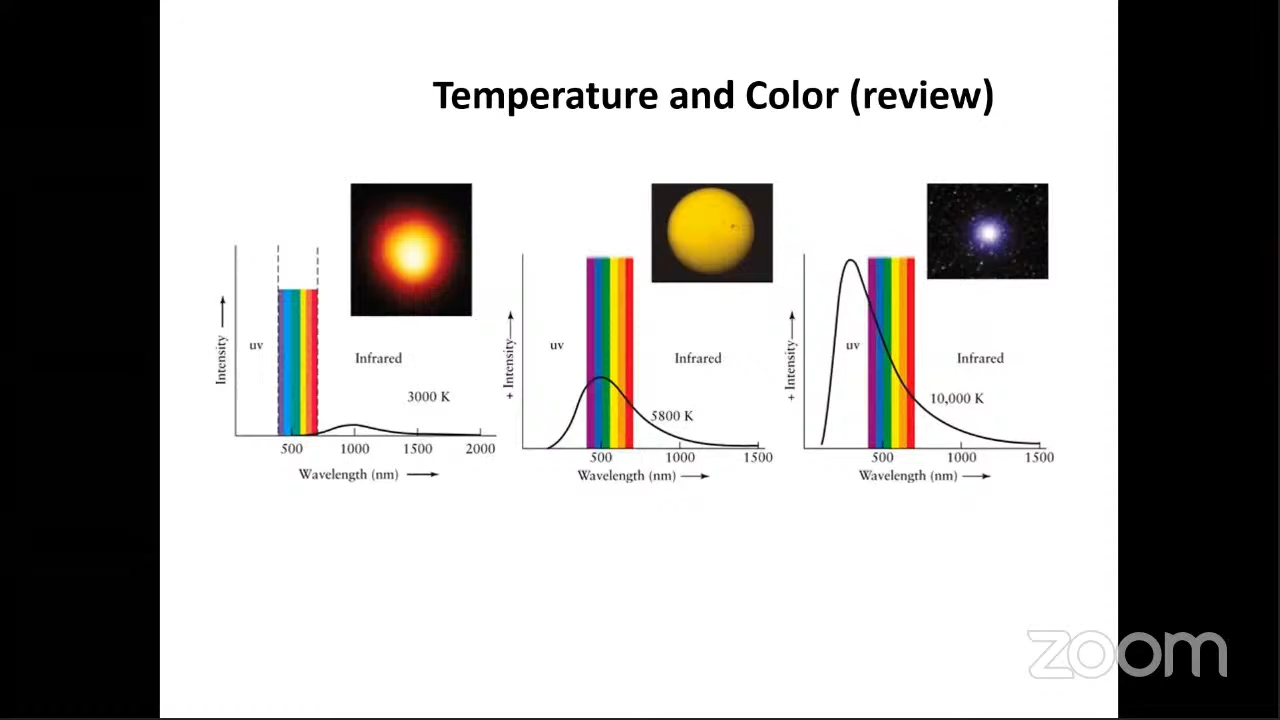 Temperature and Color (review)
Intensity
uv
Infrared
3000 K
500 1000 1500 2000
Wavelength (nm)
+ Intensity
uv
Infrared
5800 K
500 1000 1500
Wavelength (nm)
+ Intensity
uv
Infrared
10,000 K
500 1000 1500
Wavelength (nm)
zoom